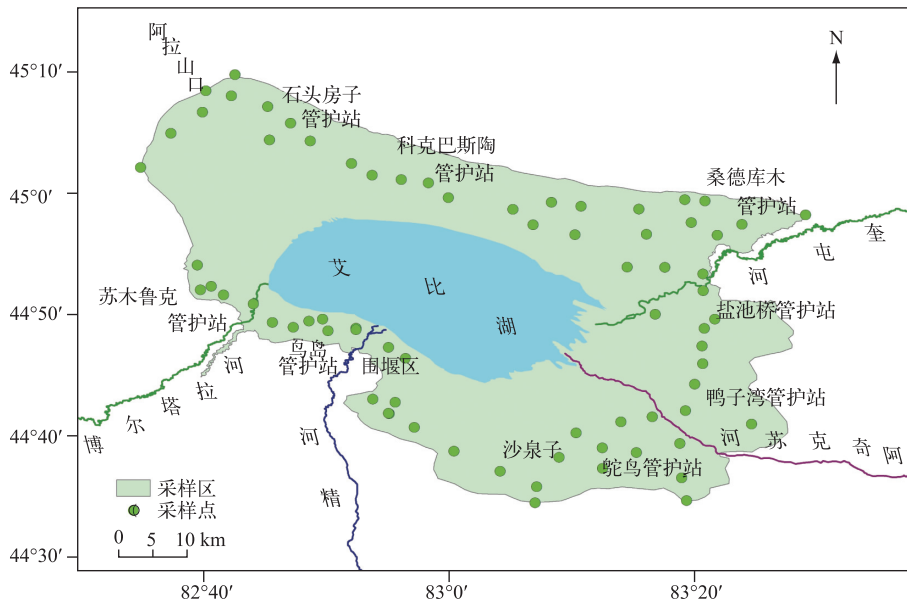 阿拉山口
N
45°10′
石头房子
管护站
科克巴斯陶
管护站
45°0′
桑德库木
管护站
奎屯河
艾比湖
苏木鲁克
管护站
44°50′
盐池桥管护站
鸟岛
管护站
围堰区
博尔塔拉河
鸭子湾管护站
44°40′
精河
沙泉子
鸵鸟管护站
阿奇克苏河
采样区
采样点
0 5 10 km
44°30′
82°40′
83°0′
83°20′